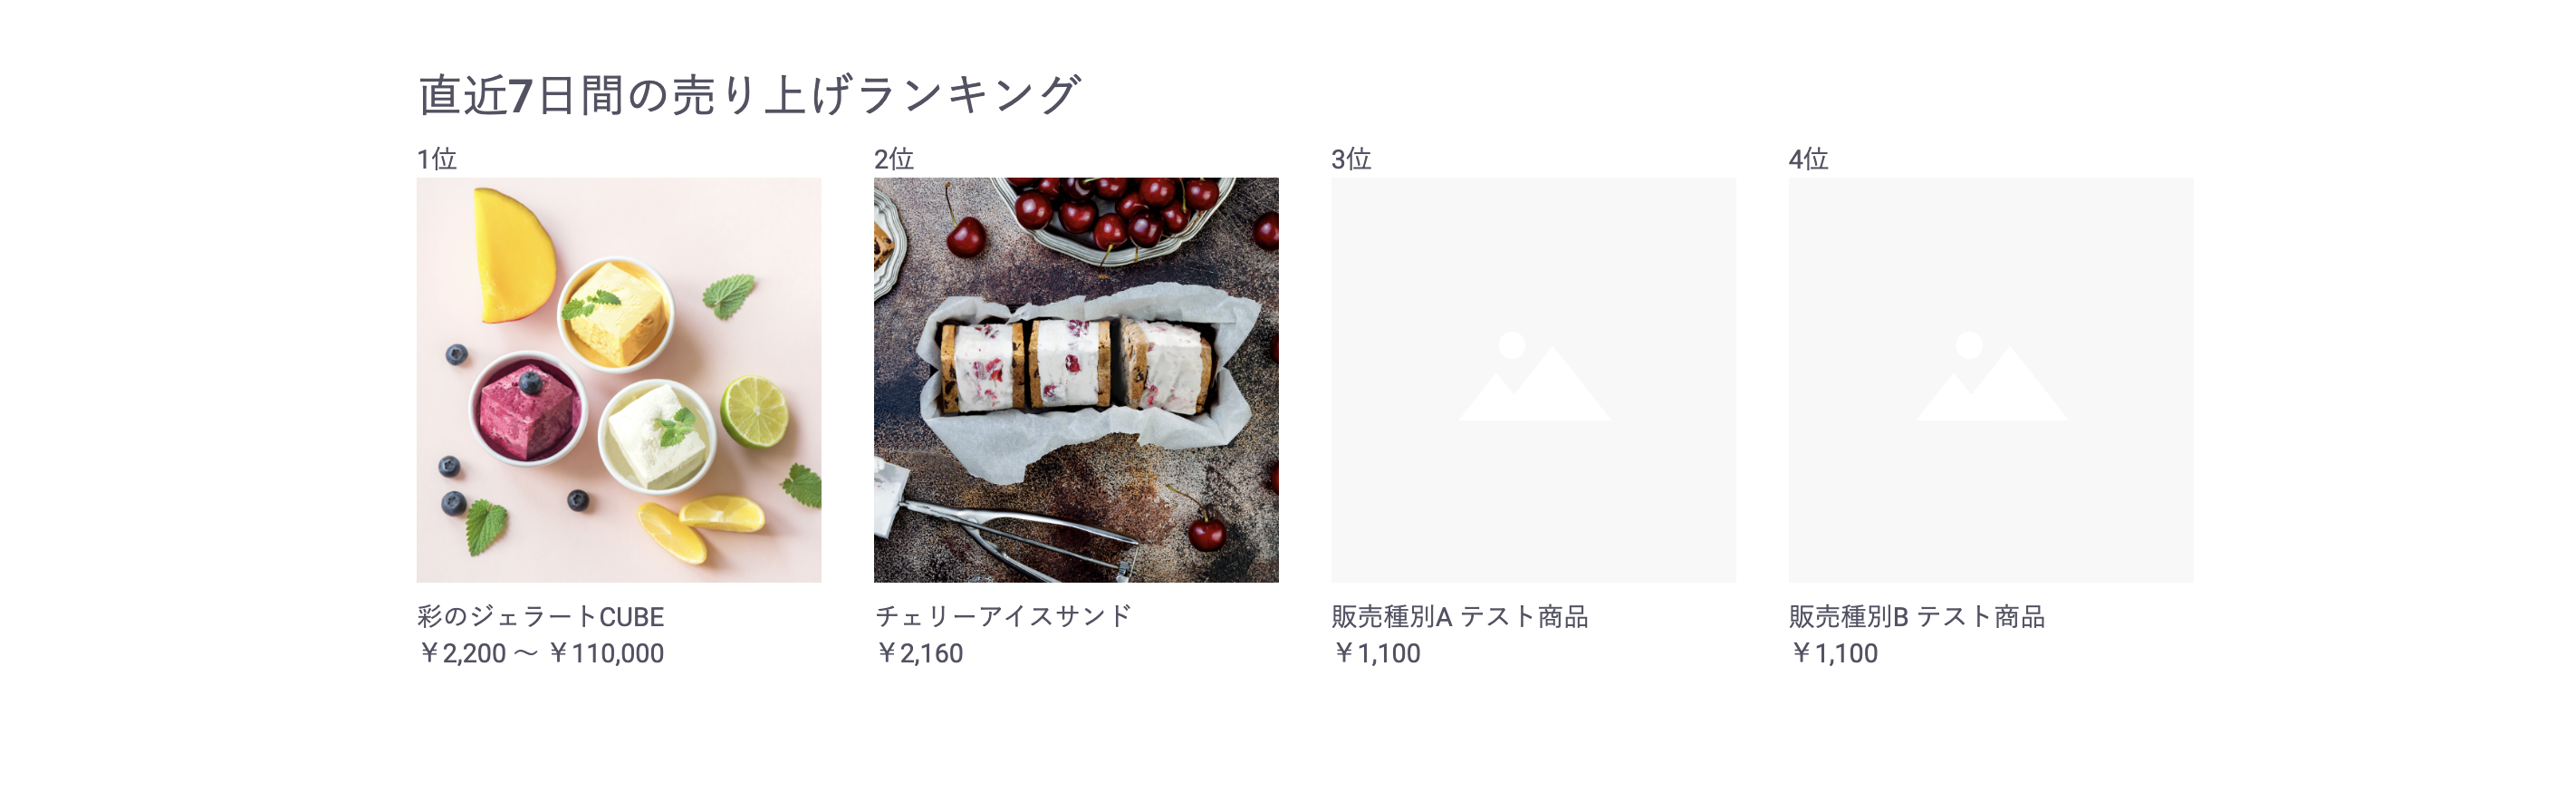 直近7日間の売り上げランキング
1位
彩のジェラートCUBE
￥2,200 ～ ￥110,000
2位
チェリーアイスサンド
￥2,160
3位
販売種別A テスト商品
￥1,100
4位
販売種別B テスト商品
￥1,100